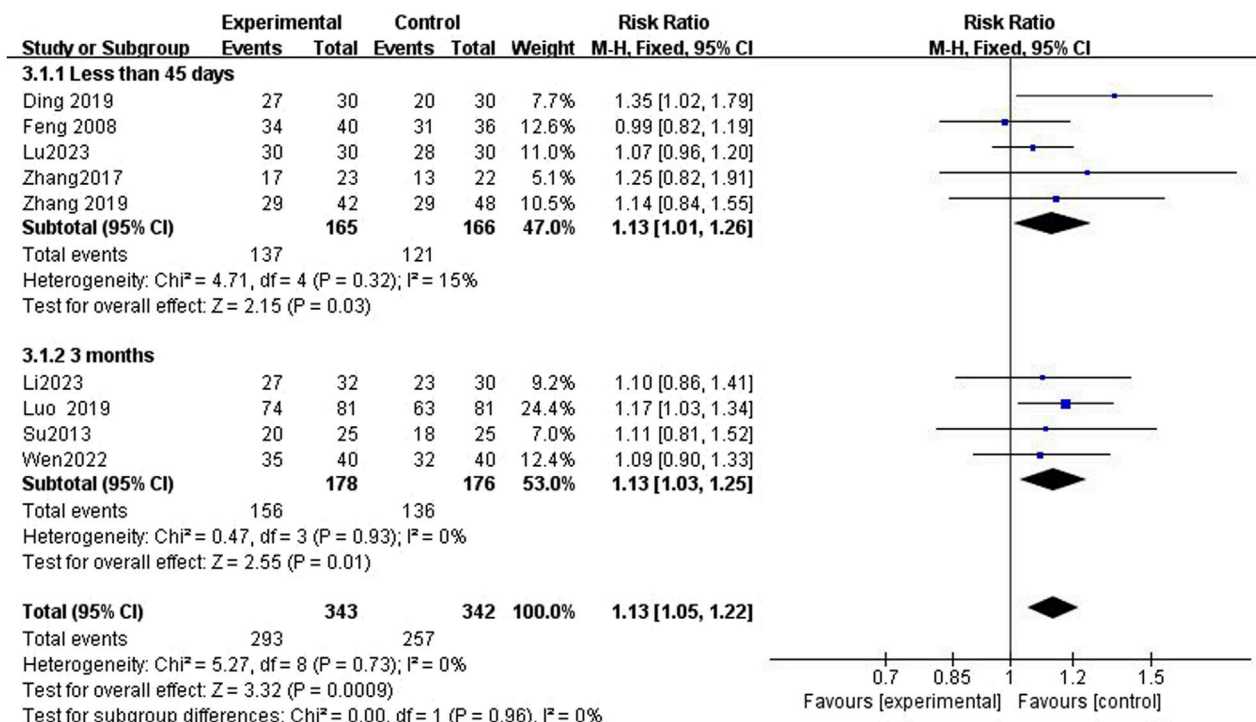 Experimental Control Risk Ratio Risk Ratio
Study or Subgroup Events Total Events Total Weight M-H, Fixed, 95% CI M-H, Fixed, 95% CI
3.1.1 Less than 45 days
Ding 2019 27 30 20 30 7.7% 1.35 [1.02, 1.79]
Feng 2008 34 40 31 36 12.6% 0.99 [0.82, 1.19]
Lu2023 30 30 28 30 11.0% 1.07 [0.96, 1.20]
Zhang2017 17 23 13 22 5.1% 1.25 [0.82, 1.91]
Zhang 2019 29 42 29 48 10.5% 1.14 [0.84, 1.55]
Subtotal (95% CI) 165 166 47.0% 1.13 [1.01, 1.26]
Total events 137 121
Heterogeneity: Chi² = 4.71, df = 4 (P = 0.32); I² = 15%
Test for overall effect: Z = 2.15 (P = 0.03)
3.1.2 3 months
Li2023 27 32 23 30 9.2% 1.10 [0.86, 1.41]
Luo 2019 74 81 63 81 24.4% 1.17 [1.03, 1.34]
Su2013 20 25 18 25 7.0% 1.11 [0.81, 1.52]
Wen2022 35 40 32 40 12.4% 1.09 [0.90, 1.33]
Subtotal (95% CI) 178 176 53.0% 1.13 [1.03, 1.25]
Total events 156 136
Heterogeneity: Chi² = 0.47, df = 3 (P = 0.93); I² = 0%
Test for overall effect: Z = 2.55 (P = 0.01)
Total (95% CI) 343 342 100.0% 1.13 [1.05, 1.22]
Total events 293 257
Heterogeneity: Chi² = 5.27, df = 8 (P = 0.73); I² = 0%
Test for overall effect: Z = 3.32 (P = 0.0009)
Test for subgroup differences: Chi² = 0.00, df = 1 (P = 0.96), I² = 0%
0.7 0.85 1 1.2 1.5
Favours [experimental] Favours [control]